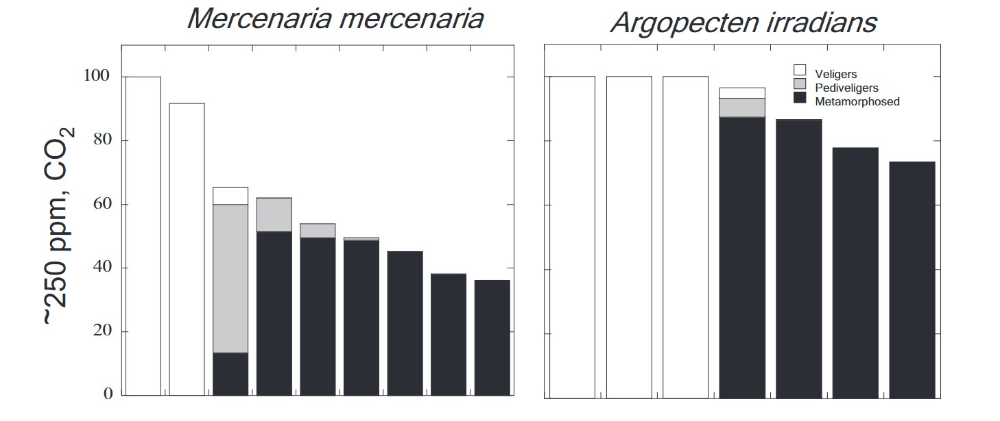 Mercenaria mercenaria
Argopecten irradians
~250 ppm, CO2
100
80
60
40
20
0
Veligers
Pediveligers
Metamorphosed